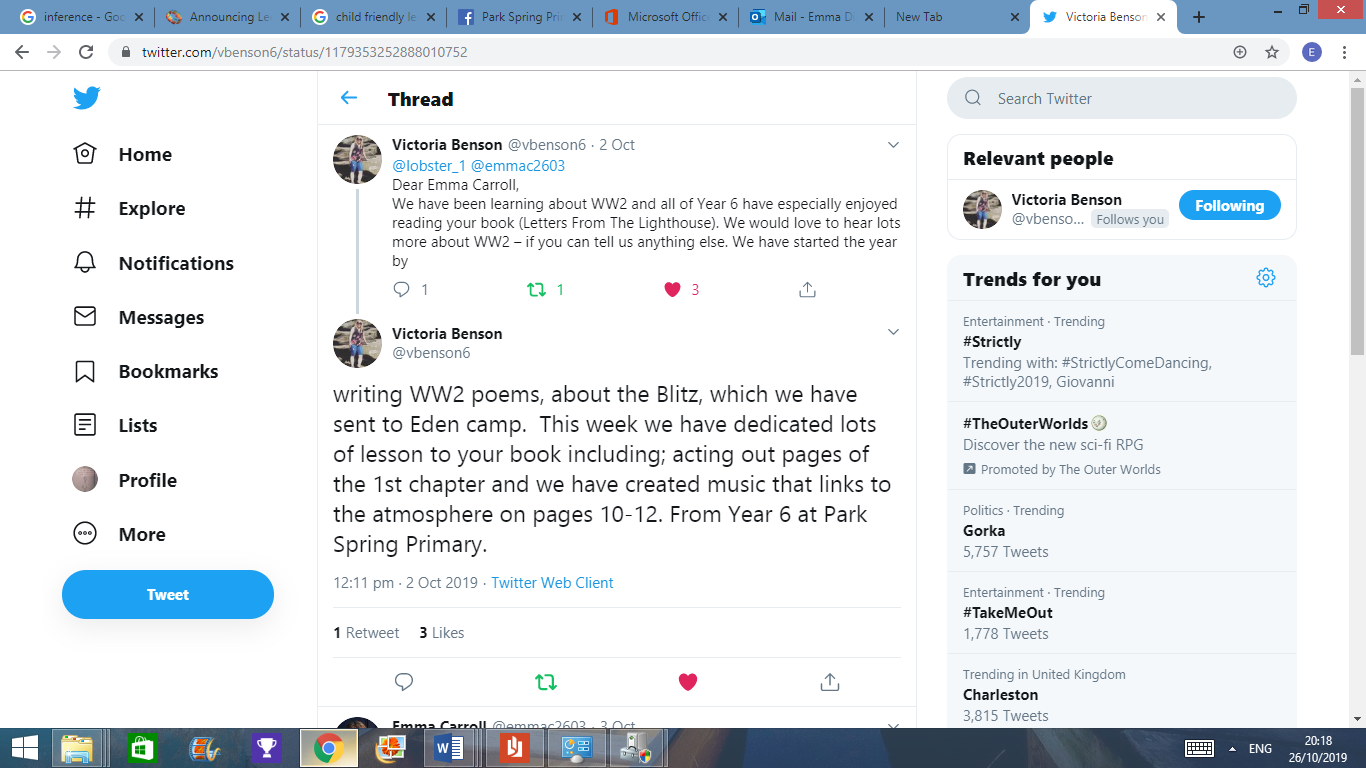 inference - Goo
Announcing Le
child friendly le
Park Spring Pri
Microsoft Offic
Mail - Emma D
New Tab
Victoria Benson
twitter.com/vbenson6/status/1179353252888010752
E
Home
Explore
Notifications
Messages
Bookmarks
Lists
Profile
More
Tweet
Thread
Victoria Benson @vbenson6 · 2 Oct
@lobster_1 @emmac2603
Dear Emma Carroll,
We have been learning about WW2 and all of Year 6 have especially enjoyed
reading your book (Letters From The Lighthouse). We would love to hear lots
more about WW2 – if you can tell us anything else. We have started the year
by
1 1 3
Victoria Benson
@vbenson6
writing WW2 poems, about the Blitz, which we have
sent to Eden camp. This week we have dedicated lots
of lesson to your book including; acting out pages of
the 1st chapter and we have created music that links to
the atmosphere on pages 10-12. From Year 6 at Park
Spring Primary.
12:11 pm · 2 Oct 2019 · Twitter Web Client
1 Retweet 3 Likes
Emma Carroll @emmac2603 · 3 Oct
Search Twitter
Relevant people
Victoria Benson
@vbenso... Follows you
Following
Trends for you
Entertainment · Trending
#Strictly
Trending with: #StrictlyComeDancing,
#Strictly2019, Giovanni
#TheOuterWorlds
Discover the new sci-fi RPG
Promoted by The Outer Worlds
Politics · Trending
Gorka
5,757 Tweets
Entertainment · Trending
#TakeMeOut
1,778 Tweets
Trending in United Kingdom
Charleston
3,815 Tweets
ENG
20:18
26/10/2019